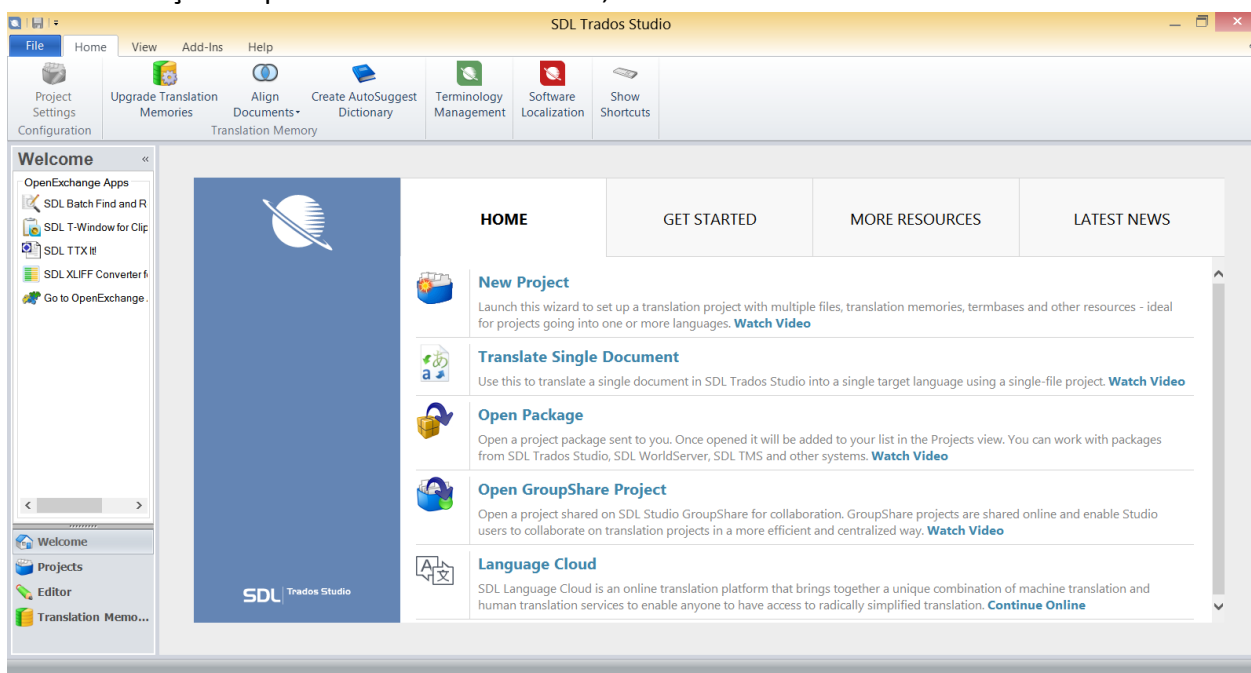 SDL Trados Studio
File Home View Add-Ins Help
Project Settings
Upgrade Translation Memories
Align Documents
Create AutoSuggest Dictionary
Terminology Management
Software Localization
Show Shortcuts
Configuration
Translation Memory
Welcome «
OpenExchange Apps
SDL Batch Find and R
SDL T-Window for Clip
SDL TTX It!
SDL XLIFF Converter f
Go to OpenExchange.
Welcome
Projects
Editor
Translation Memo...
SDL Trados Studio
HOME GET STARTED MORE RESOURCES LATEST NEWS
New Project
Launch this wizard to set up a translation project with multiple files, translation memories, termbases and other resources - ideal
for projects going into one or more languages. Watch Video
Translate Single Document
Use this to translate a single document in SDL Trados Studio into a single target language using a single-file project. Watch Video
Open Package
Open a project package sent to you. Once opened it will be added to your list in the Projects view. You can work with packages
from SDL Trados Studio, SDL WorldServer, SDL TMS and other systems. Watch Video
Open GroupShare Project
Open a project shared on SDL Studio GroupShare for collaboration. GroupShare projects are shared online and enable Studio
users to collaborate on translation projects in a more efficient and centralized way. Watch Video
Language Cloud
SDL Language Cloud is an online translation platform that brings together a unique combination of machine translation and
human translation services to enable anyone to have access to radically simplified translation. Continue Online